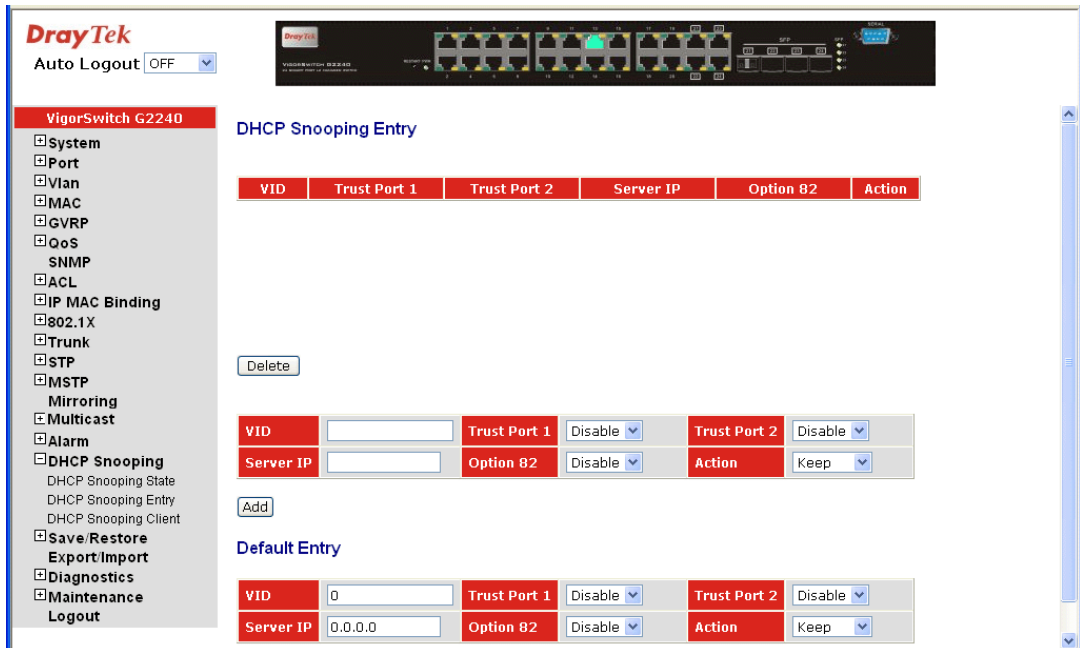 DrayTek
Auto Logout OFF
DrayTek
VIGORSWITCH G2240
SFP
SERIAL
VigorSwitch G2240
System
Port
Vlan
MAC
GVRP
QoS
SNMP
ACL
IP MAC Binding
802.1X
Trunk
STP
MSTP
Mirroring
Multicast
Alarm
DHCP Snooping
DHCP Snooping State
DHCP Snooping Entry
DHCP Snooping Client
Save/Restore
Export/Import
Diagnostics
Maintenance
Logout
DHCP Snooping Entry
VID Trust Port 1 Trust Port 2 Server IP Option 82 Action
Delete
VID Trust Port 1 Disable Trust Port 2 Disable
Server IP Option 82 Disable Action Keep
Add
Default Entry
VID 0 Trust Port 1 Disable Trust Port 2 Disable
Server IP 0.0.0.0 Option 82 Disable Action Keep